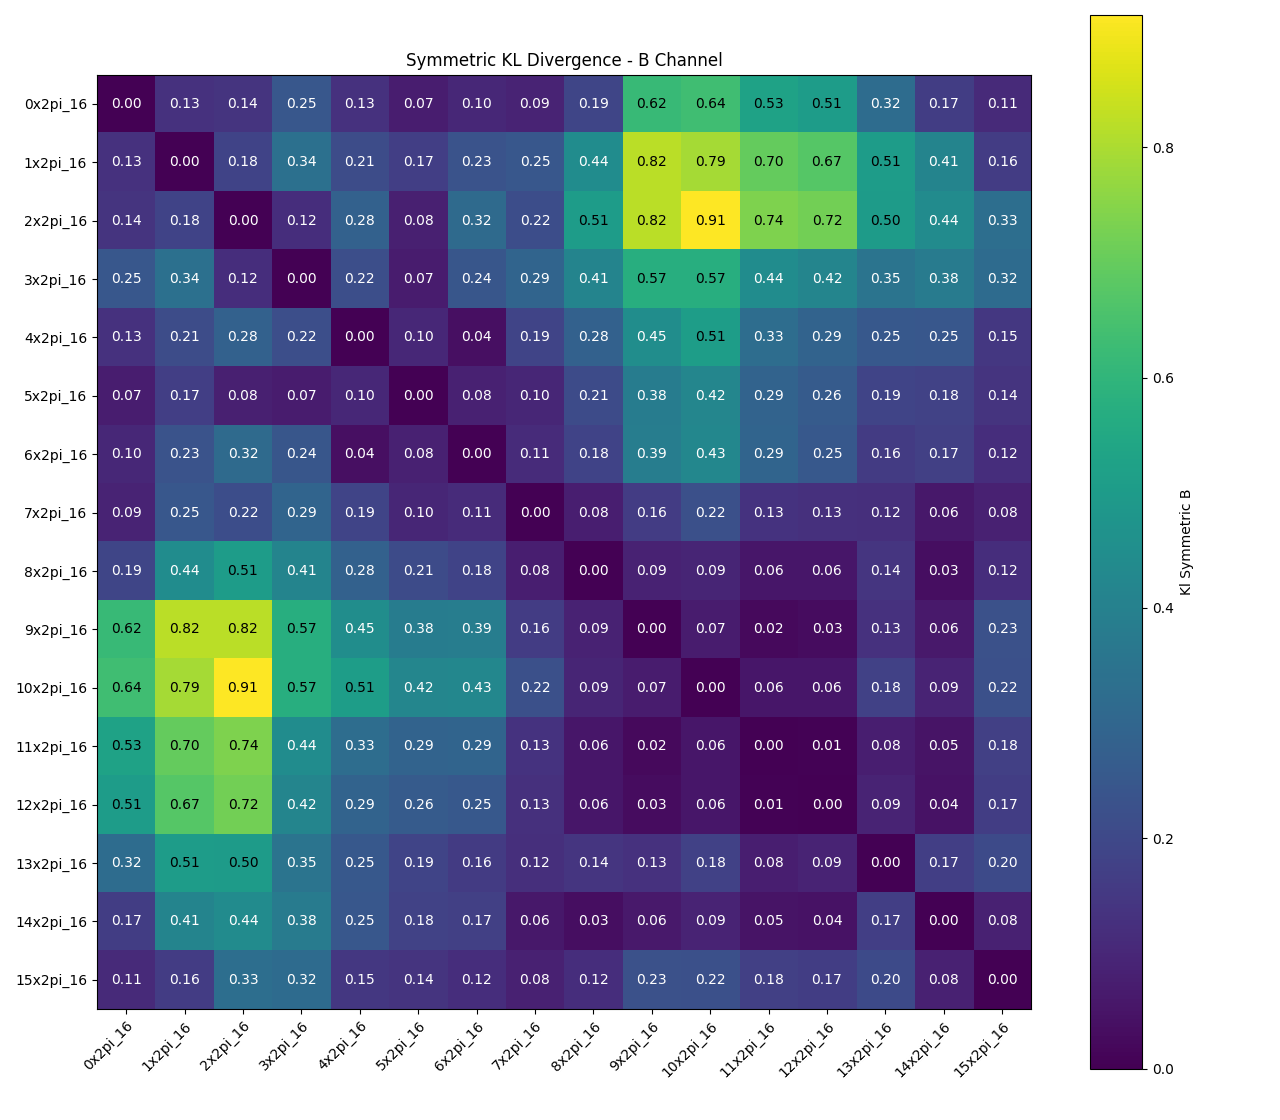 Symmetric KL Divergence - B Channel
0x2pi_16 0.00 0.13 0.14 0.25 0.13 0.07 0.10 0.09 0.19 0.62 0.64 0.53 0.51 0.32 0.17 0.11
1x2pi_16 0.13 0.00 0.18 0.34 0.21 0.17 0.23 0.25 0.44 0.82 0.79 0.70 0.67 0.51 0.41 0.16
2x2pi_16 0.14 0.18 0.00 0.12 0.28 0.08 0.32 0.22 0.51 0.82 0.91 0.74 0.72 0.50 0.44 0.33
3x2pi_16 0.25 0.34 0.12 0.00 0.22 0.07 0.24 0.29 0.41 0.57 0.57 0.44 0.42 0.35 0.38 0.32
4x2pi_16 0.13 0.21 0.28 0.22 0.00 0.10 0.04 0.19 0.28 0.45 0.51 0.33 0.29 0.25 0.25 0.15
5x2pi_16 0.07 0.17 0.08 0.07 0.10 0.00 0.08 0.10 0.21 0.38 0.42 0.29 0.26 0.19 0.18 0.14
6x2pi_16 0.10 0.23 0.32 0.24 0.04 0.08 0.00 0.11 0.18 0.39 0.43 0.29 0.25 0.16 0.17 0.12
7x2pi_16 0.09 0.25 0.22 0.29 0.19 0.10 0.11 0.00 0.08 0.16 0.22 0.13 0.13 0.12 0.06 0.08
8x2pi_16 0.19 0.44 0.51 0.41 0.28 0.21 0.18 0.08 0.00 0.09 0.09 0.06 0.06 0.14 0.03 0.12
9x2pi_16 0.62 0.82 0.82 0.57 0.45 0.38 0.39 0.16 0.09 0.00 0.07 0.02 0.03 0.13 0.06 0.23
10x2pi_16 0.64 0.79 0.91 0.57 0.51 0.42 0.43 0.22 0.09 0.07 0.00 0.06 0.06 0.18 0.09 0.22
11x2pi_16 0.53 0.70 0.74 0.44 0.33 0.29 0.29 0.13 0.06 0.02 0.06 0.00 0.01 0.08 0.05 0.18
12x2pi_16 0.51 0.67 0.72 0.42 0.29 0.26 0.25 0.13 0.06 0.03 0.06 0.01 0.00 0.09 0.04 0.17
13x2pi_16 0.32 0.51 0.50 0.35 0.25 0.19 0.16 0.12 0.14 0.13 0.18 0.08 0.09 0.00 0.17 0.20
14x2pi_16 0.17 0.41 0.44 0.38 0.25 0.18 0.17 0.06 0.03 0.06 0.09 0.05 0.04 0.17 0.00 0.08
15x2pi_16 0.11 0.16 0.33 0.32 0.15 0.14 0.12 0.08 0.12 0.23 0.22 0.18 0.17 0.20 0.08 0.00
0x2pi_16 1x2pi_16 2x2pi_16 3x2pi_16 4x2pi_16 5x2pi_16 6x2pi_16 7x2pi_16 8x2pi_16 9x2pi_16 10x2pi_16 11x2pi_16 12x2pi_16 13x2pi_16 14x2pi_16 15x2pi_16
0.8
0.6
0.4
0.2
0.0
Kl Symmetric B